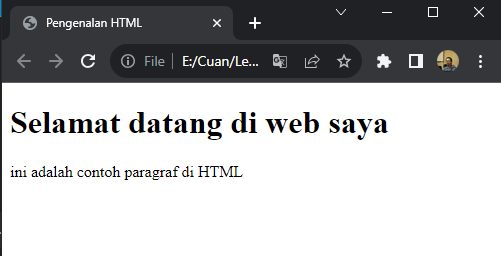 Pengenalan HTML
File
E:/Cuan/Le...
Selamat datang di web saya
ini adalah contoh paragraf di HTML